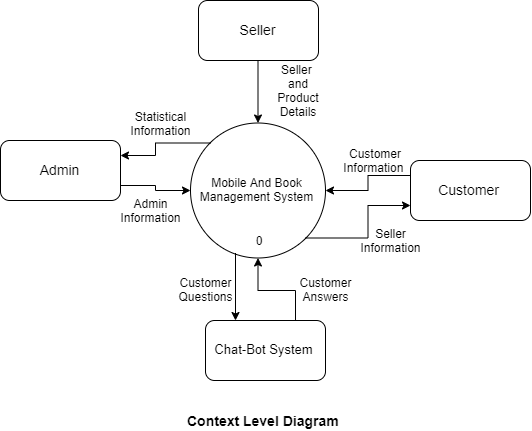 Seller
Seller
and
Product
Details
Statistical
Information
Admin
Admin
Information
Mobile And Book
Management System
0
Customer
Information
Customer
Seller
Information
Customer
Questions
Customer
Answers
Chat-Bot System
Context Level Diagram